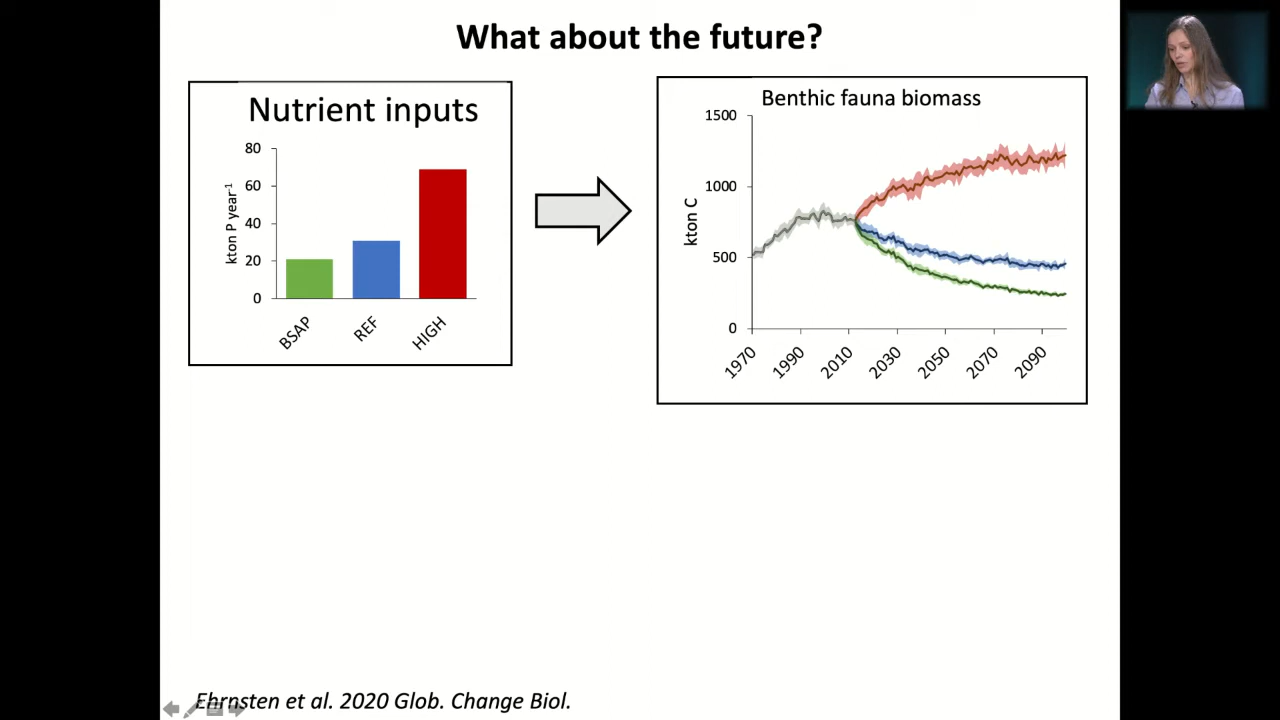 What about the future?
Nutrient inputs
kton P year⁻¹
80
60
40
20
0
BSAP
REF
HIGH
Benthic fauna biomass
kton C
1500
1000
500
0
1970
1990
2010
2030
2050
2070
2090
Ehrnsten et al. 2020 Glob. Change Biol.